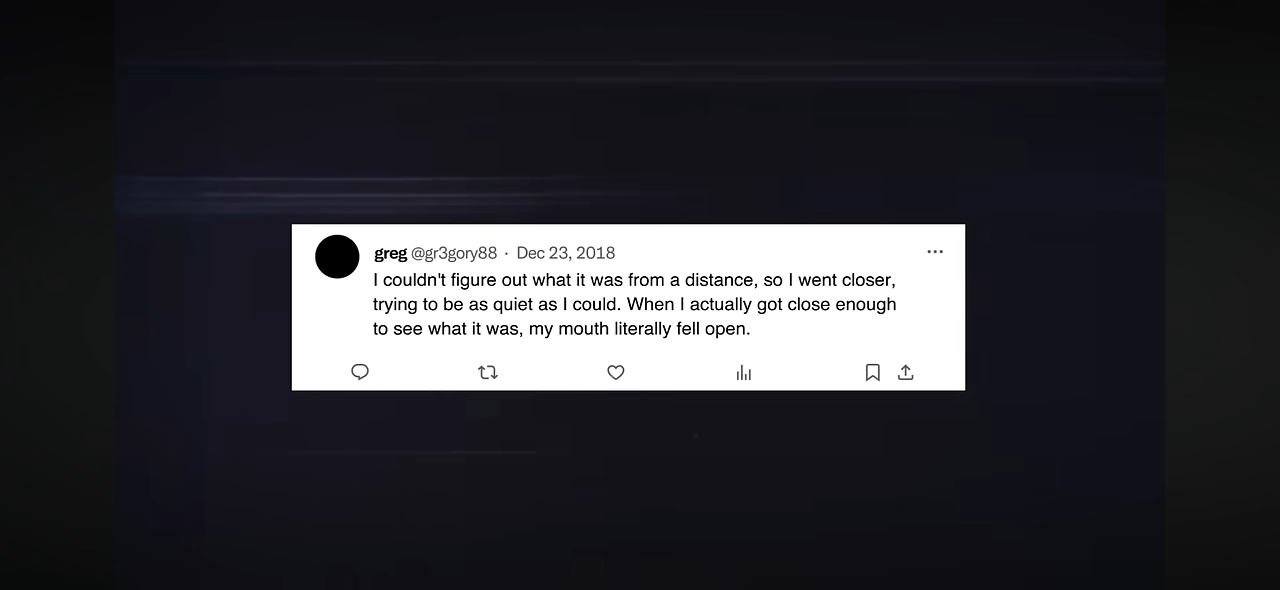 greg @gr3gory88 · Dec 23, 2018
I couldn't figure out what it was from a distance, so I went closer,
trying to be as quiet as I could. When I actually got close enough
to see what it was, my mouth literally fell open.